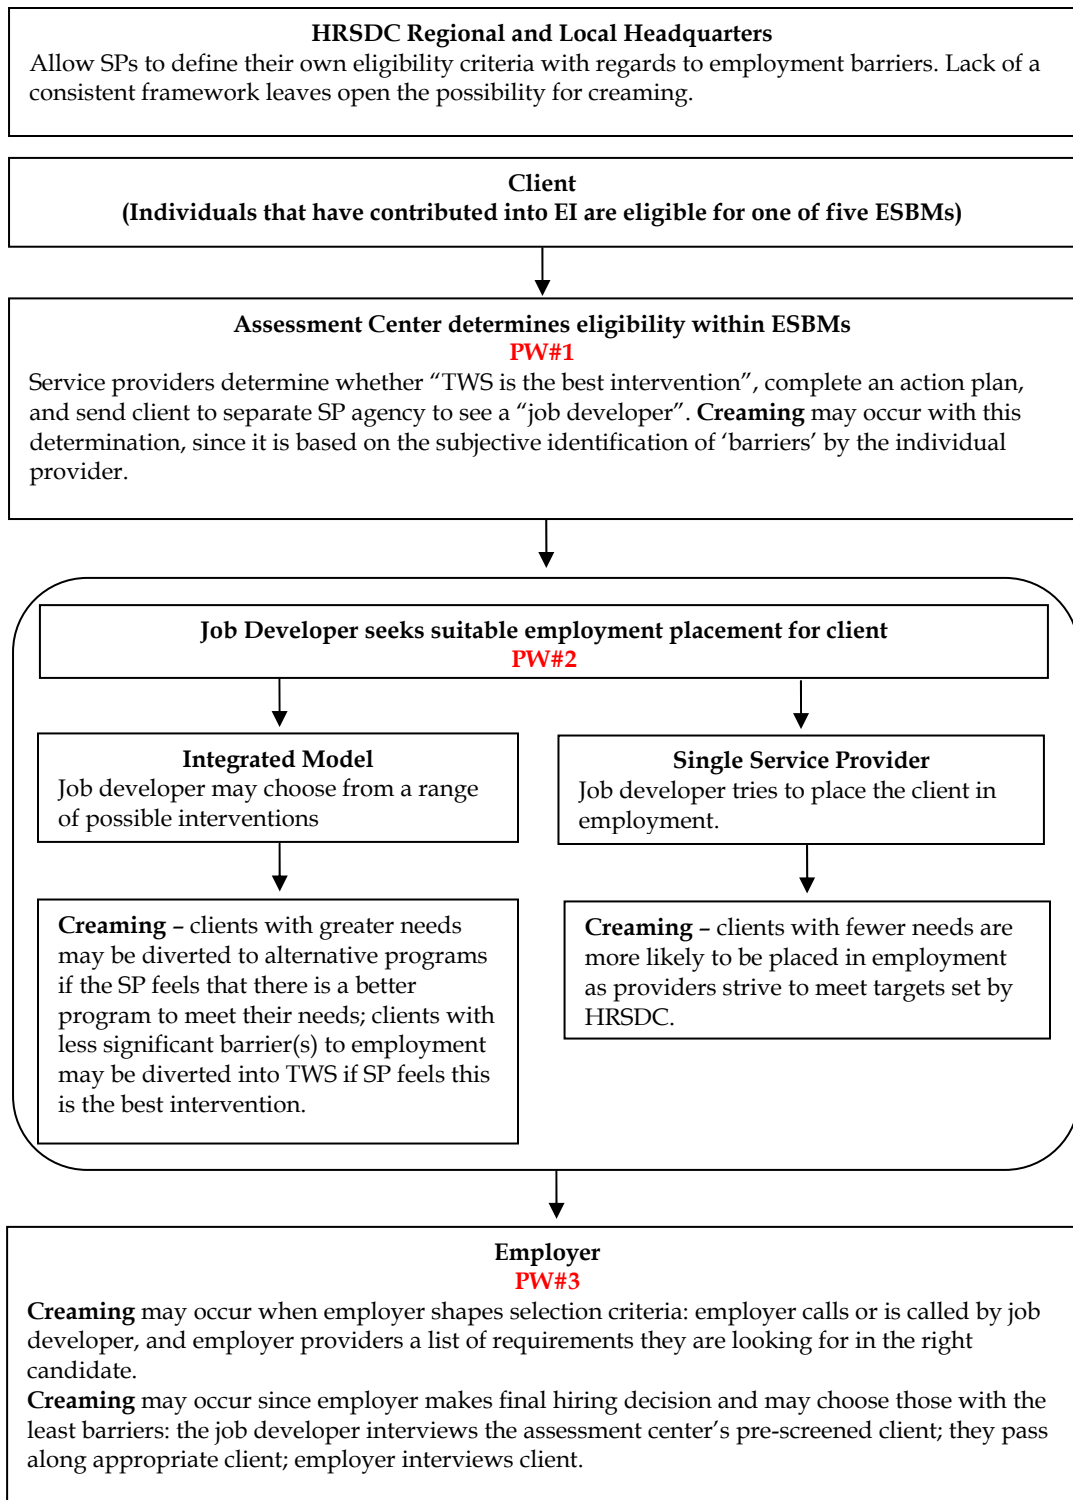 HRSDC Regional and Local Headquarters
Allow SPs to define their own eligibility criteria with regards to employment barriers. Lack of a
consistent framework leaves open the possibility for creaming.
Client
(Individuals that have contributed into EI are eligible for one of five ESBMs)
Assessment Center determines eligibility within ESBMs
PW#1
Service providers determine whether “TWS is the best intervention”, complete an action plan,
and send client to separate SP agency to see a “job developer”. Creaming may occur with this
determination, since it is based on the subjective identification of ‘barriers’ by the individual
provider.
Job Developer seeks suitable employment placement for client
PW#2
Integrated Model
Job developer may choose from a range
of possible interventions
Single Service Provider
Job developer tries to place the client in
employment.
Creaming – clients with greater needs
may be diverted to alternative programs
if the SP feels that there is a better
program to meet their needs; clients with
less significant barrier(s) to employment
may be diverted into TWS if SP feels this
is the best intervention.
Creaming – clients with fewer needs are
more likely to be placed in employment
as providers strive to meet targets set by
HRSDC.
Employer
PW#3
Creaming may occur when employer shapes selection criteria: employer calls or is called by job
developer, and employer providers a list of requirements they are looking for in the right
candidate.
Creaming may occur since employer makes final hiring decision and may choose those with the
least barriers: the job developer interviews the assessment center’s pre-screened client; they pass
along appropriate client; employer interviews client.